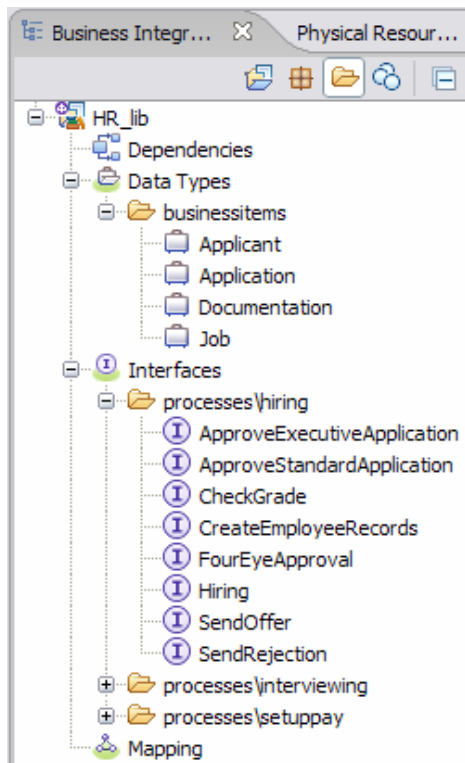 Business Integr... Physical Resour...
HR_lib
Dependencies
Data Types
businessitems
Applicant
Application
Documentation
Job
Interfaces
processes\hiring
ApproveExecutiveApplication
ApproveStandardApplication
CheckGrade
CreateEmployeeRecords
FourEyeApproval
Hiring
SendOffer
SendRejection
processes\interviewing
processes\setuppay
Mapping